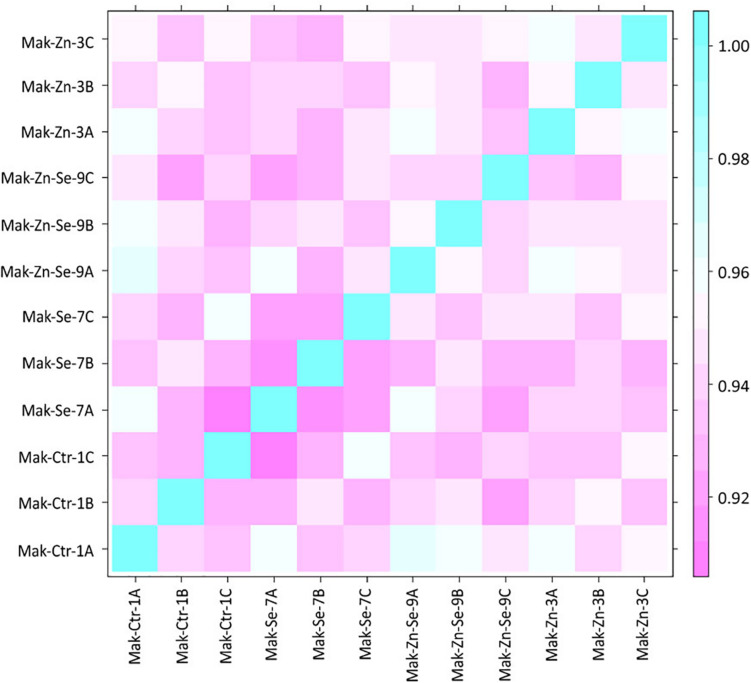 Mak-Zn-3C
Mak-Zn-3B
Mak-Zn-3A
Mak-Zn-Se-9C
Mak-Zn-Se-9B
Mak-Zn-Se-9A
Mak-Se-7C
Mak-Se-7B
Mak-Se-7A
Mak-Ctr-1C
Mak-Ctr-1B
Mak-Ctr-1A
Mak-Ctr-1A
Mak-Ctr-1B
Mak-Ctr-1C
Mak-Se-7A
Mak-Se-7B
Mak-Se-7C
Mak-Zn-Se-9A
Mak-Zn-Se-9B
Mak-Zn-Se-9C
Mak-Zn-3A
Mak-Zn-3B
Mak-Zn-3C
1.00
0.98
0.96
0.94
0.92